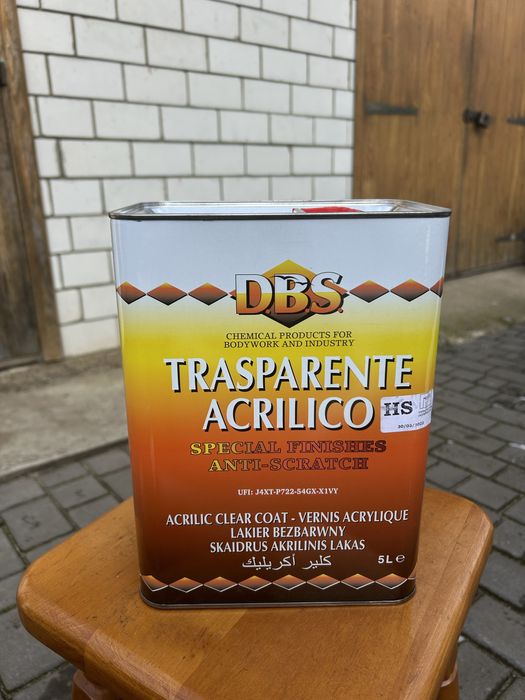 D.B.S.
CHEMICAL PRODUCTS FOR
BODYWORK AND INDUSTRY
TRASPARENTE
ACRILICO
HS
SPECIAL FINISHES
ANTI-SCRATCH
UFI: J4XT-P722-54GX-X1VY
ACRILIC CLEAR COAT - VERNIS ACRYLIQUE
LAKIER BEZBARWNY
SKAIDRUS AKRILINIS LAKAS
كلير أكريليك
5L e